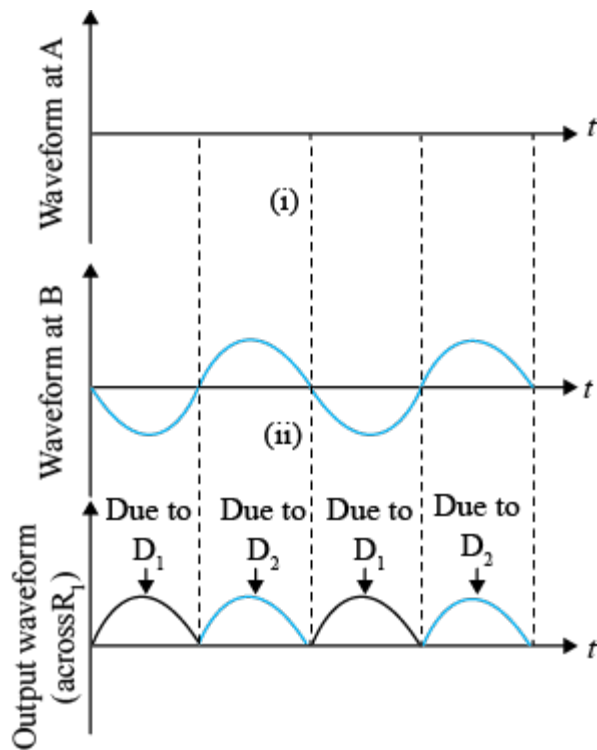 Waveform at A
t
(i)
Waveform at B
t
(ii)
Due to Due to Due to Due to
D1 D2 D1 D2
Output waveform
(acrossR1)
t